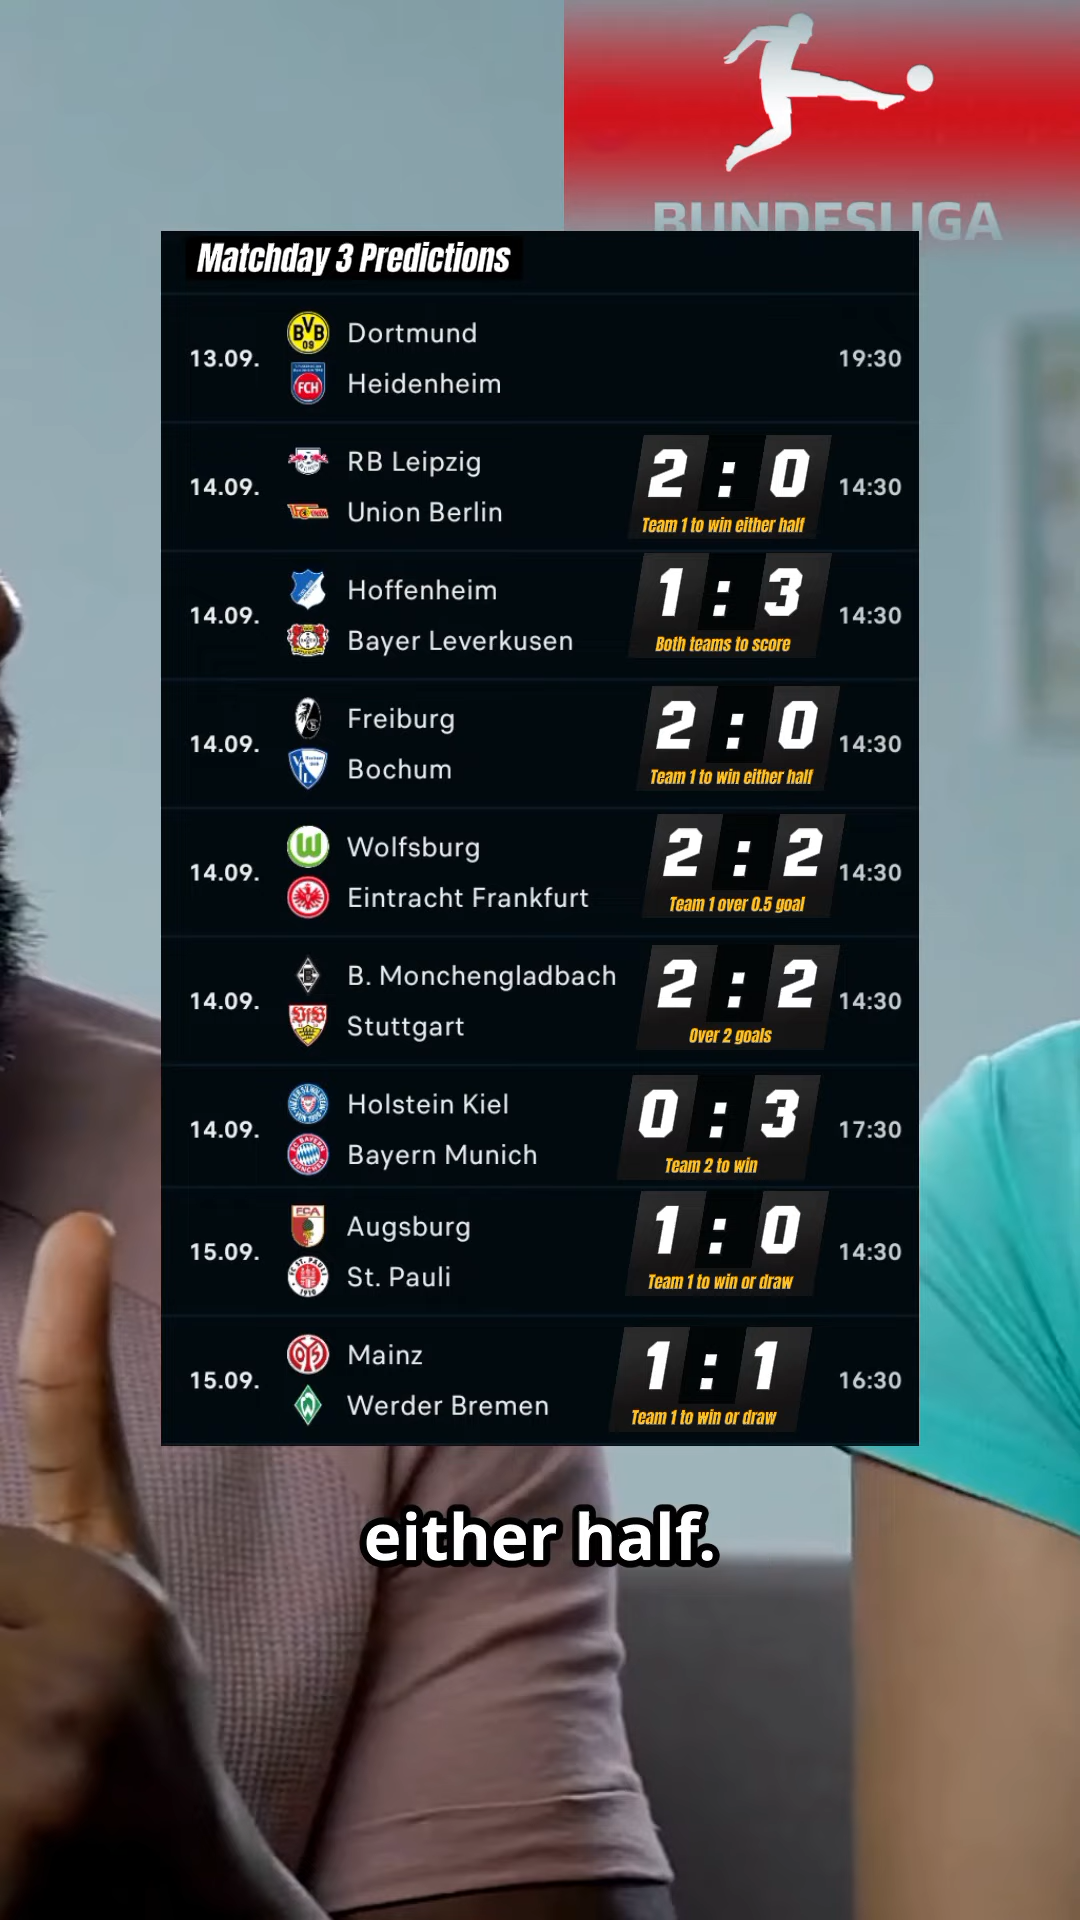 BUNDESLIGA
Matchday 3 Predictions
13.09.
Dortmund
Heidenheim
19:30
14.09.
RB Leipzig
Union Berlin
2 : 0
Team 1 to win either half
14:30
14.09.
Hoffenheim
Bayer Leverkusen
1 : 3
Both teams to score
14:30
14.09.
Freiburg
Bochum
2 : 0
Team 1 to win either half
14:30
14.09.
Wolfsburg
Eintracht Frankfurt
2 : 2
Team 1 over 0.5 goal
14:30
14.09.
B. Monchengladbach
Stuttgart
2 : 2
Over 2 goals
14:30
14.09.
Holstein Kiel
Bayern Munich
0 : 3
Team 2 to win
17:30
15.09.
Augsburg
St. Pauli
1 : 0
Team 1 to win or draw
14:30
15.09.
Mainz
Werder Bremen
1 : 1
Team 1 to win or draw
16:30
either half.